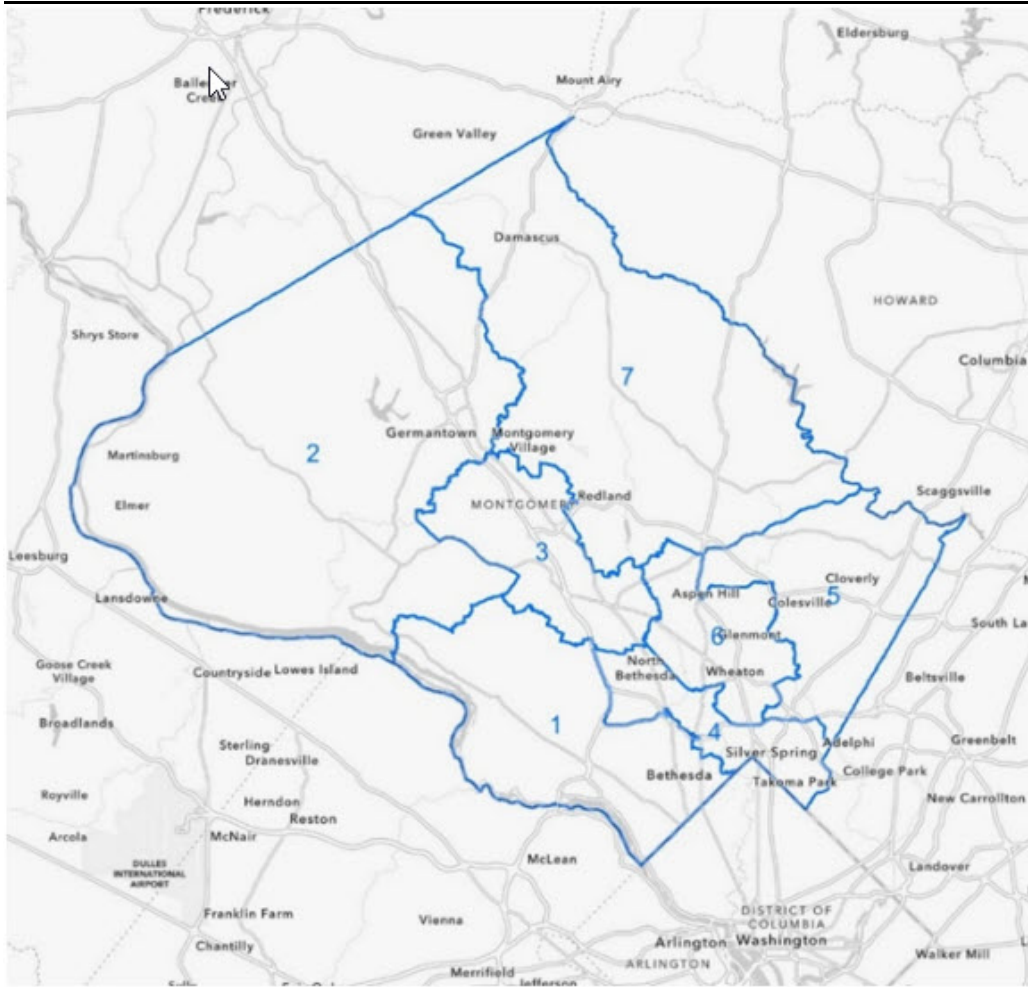 Frederick
Eldersburg
Mount Airy
Green Valley
Damascus
HOWARD
Shrys Store
Columbia
7
Germantown
Montgomery
Village
2
Martinsburg
Scaggsville
Redland
MONTGOMERY
Elmer
3
Leesburg
Cloverly
Aspen Hill
5
Lansdowne
Colesville
South La
6
Glenmont
North
Bethesda
Goose Creek
Village
Countryside
Lowes Island
Wheaton
Beltsville
Broadlands
1
4
Adelphi
Greenbelt
Sterling
Silver Spring
Dranesville
Bethesda
Takoma Park
College Park
Royville
Herndon
New Carrollton
Reston
Arcola
McNair
McLean
DULLES
INTERNATIONAL
AIRPORT
Landover
Franklin Farm
DISTRICT OF
COLUMBIA
Vienna
Chantilly
Arlington
Washington
Walker Mill
ARLINGTON
Merrifield
Jefferson